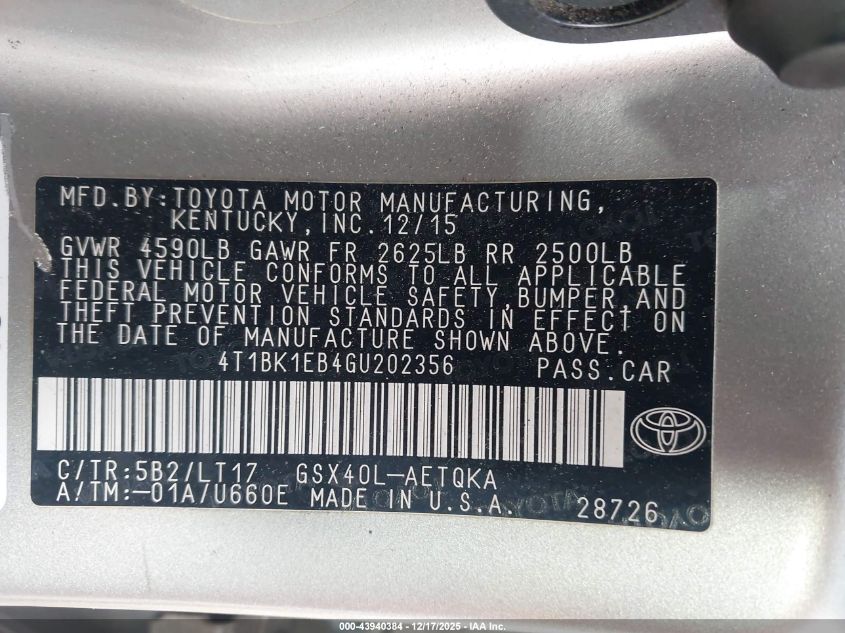 MFD.BY:TOYOTA MOTOR MANUFACTURING,
KENTUCKY,INC.12/15
GVWR 4590LB GAWR FR 2625LB RR 2500LB
THIS VEHICLE CONFORMS TO ALL APPLICABLE
FEDERAL MOTOR VEHICLE SAFETY,BUMPER,AND
THEFT PREVENTION STANDARDS IN EFFECT ON
THE DATE OF MANUFACTURE SHOWN ABOVE.
4T1BK1EB4GU202356 PASS.CAR
C/TR:5B2/LT17 GSX40L-AETQKA
A/TM:-01A/U660E MADE IN U.S.A. 28726
000-43940384 - 12/17/2025 - IAA Inc.